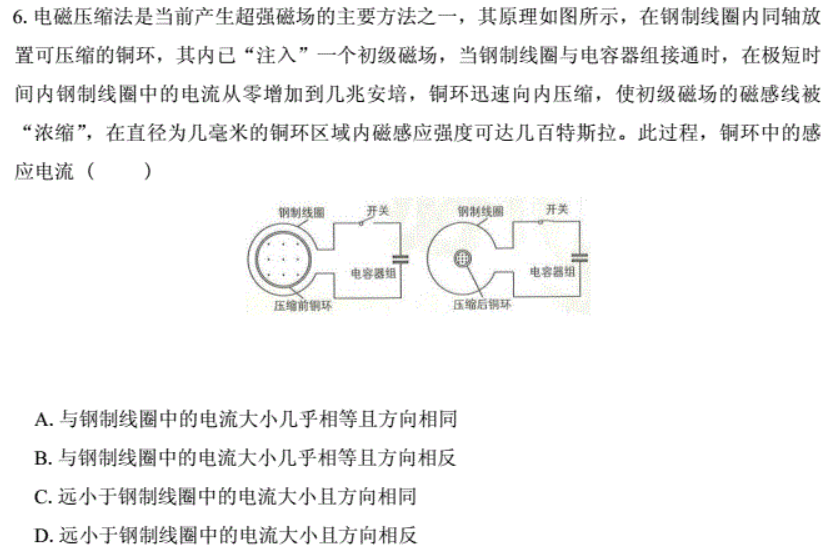 6. 电磁压缩法是当前产生超强磁场的主要方法之一，其原理如图所示，在钢制线圈内同轴放
置可压缩的铜环，其内已“注入”一个初级磁场，当钢制线圈与电容器组接通时，在极短时
间内钢制线圈中的电流从零增加到几兆安培，铜环迅速向内压缩，使初级磁场的磁感线被
“浓缩”，在直径为几毫米的铜环区域内磁感应强度可达几百特斯拉。此过程，铜环中的感
应电流（　　）
钢制线圈 开关 钢制线圈 开关
电容器组 电容器组
压缩前铜环 压缩后铜环
A. 与钢制线圈中的电流大小几乎相等且方向相同
B. 与钢制线圈中的电流大小几乎相等且方向相反
C. 远小于钢制线圈中的电流大小且方向相同
D. 远小于钢制线圈中的电流大小且方向相反